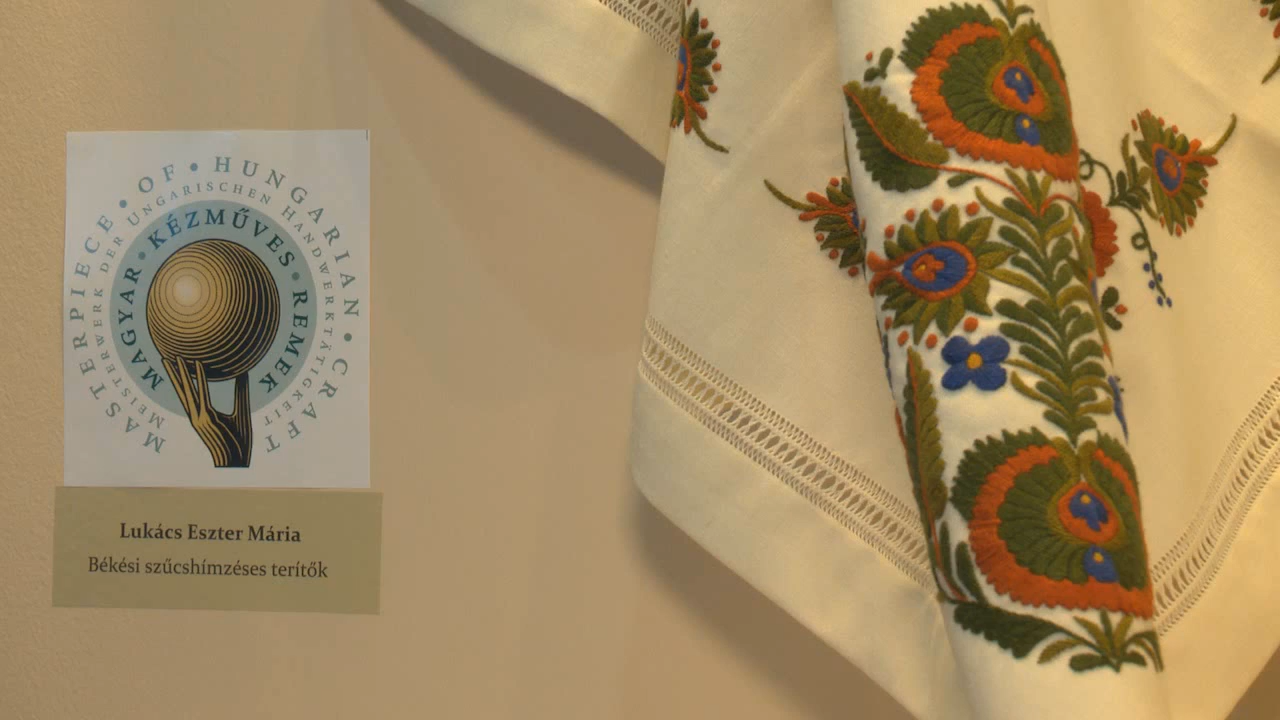 MASTERPIECE • OF • HUNGARIAN • CRAFT
MEISTERWERK DER UNGARISCHEN HANDWERKTÄTIGKEIT
MAGYAR • KÉZMŰVES • REMEK
Lukács Eszter Mária
Békési szűcshímzéses terítők